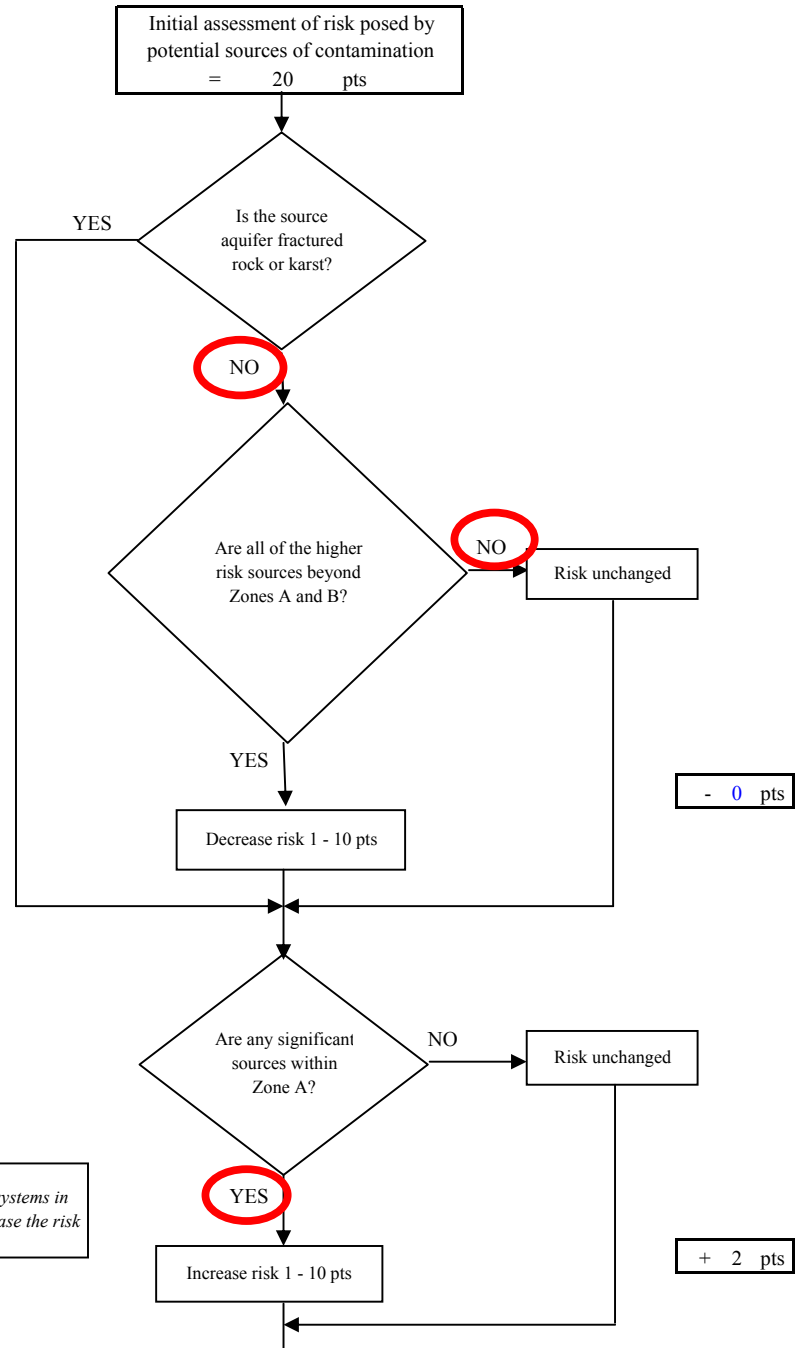 Initial assessment of risk posed by
potential sources of contamination
= 20 pts
YES
Is the source
aquifer fractured
rock or karst?
NO
Are all of the higher
risk sources beyond
Zones A and B?
NO
Risk unchanged
YES
- 0 pts
Decrease risk 1 - 10 pts
Are any significant
sources within
Zone A?
NO
Risk unchanged
YES
ystems in
ase the risk
Increase risk 1 - 10 pts
+ 2 pts